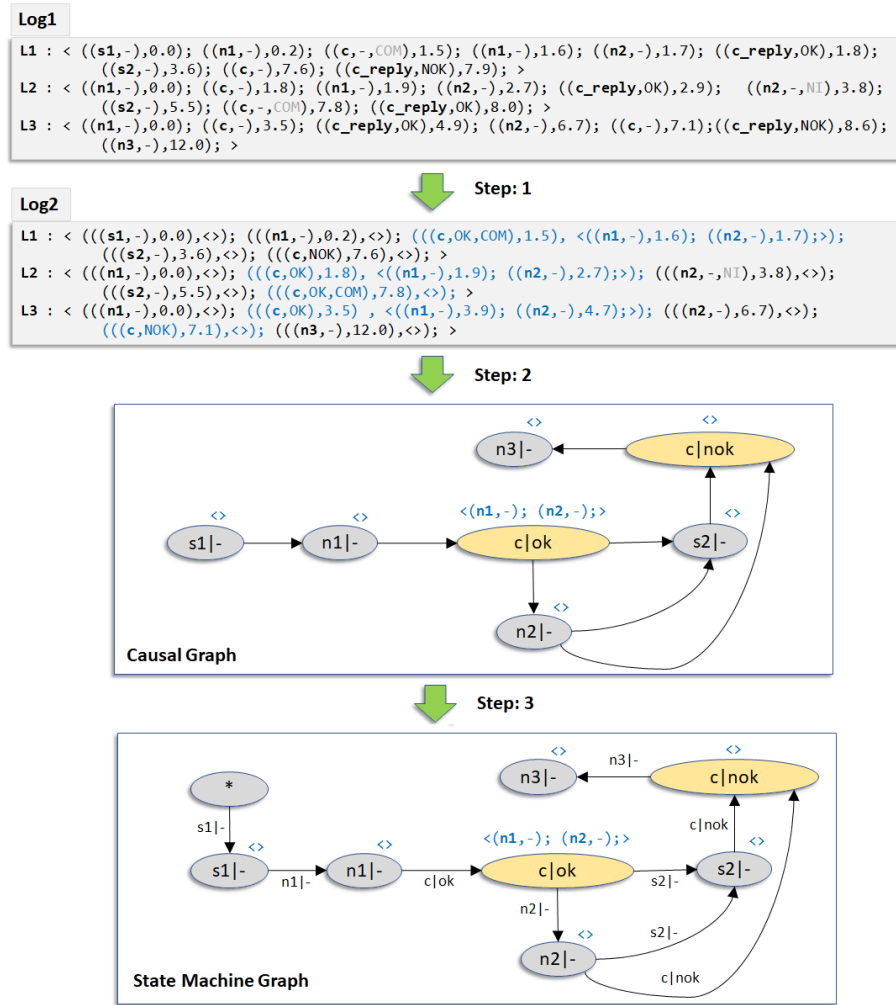 Log1
L1 : < ((s1,-),0.0); ((n1,-),0.2); ((c,-,COM),1.5); ((n1,-),1.6); ((n2,-),1.7); ((c_reply,OK),1.8);
((s2,-),3.6); ((c,-),7.6); ((c_reply,NOK),7.9); >
L2 : < ((n1,-),0.0); ((c,-),1.8); ((n1,-),1.9); ((n2,-),2.7); ((c_reply,OK),2.9); ((n2,-,NI),3.8);
((s2,-),5.5); ((c,-,COM),7.8); ((c_reply,OK),8.0); >
L3 : < ((n1,-),0.0); ((c,-),3.5); ((c_reply,OK),4.9); ((n2,-),6.7); ((c,-),7.1);((c_reply,NOK),8.6);
((n3,-),12.0); >
Step: 1
Log2
L1 : < (((s1,-),0.0),<>); (((n1,-),0.2),<>); (((c,OK,COM),1.5), <((n1,-),1.6); ((n2,-),1.7);>);
(((s2,-),3.6),<>); (((c,NOK),7.6),<>); >
L2 : < (((n1,-),0.0),<>); (((c,OK),1.8), <((n1,-),1.9); ((n2,-),2.7);>); (((n2,-,NI),3.8),<>);
(((s2,-),5.5),<>); (((c,OK,COM),7.8),<>); >
L3 : < (((n1,-),0.0),<>); (((c,OK),3.5) , <((n1,-),3.9); ((n2,-),4.7);>); (((n2,-),6.7),<>);
(((c,NOK),7.1),<>); (((n3,-),12.0),<>); >
Step: 2
<>
<>
n3|-
c|nok
<>
<>
<(n1,-); (n2,-);>
<>
s1|-
n1|-
c|ok
s2|-
<>
n2|-
Causal Graph
Step: 3
<>
<>
n3|-
n3|-
c|nok
*
s1|-
c|nok
<>
<>
<(n1,-); (n2,-);>
<>
s1|-
n1|-
n1|-
c|ok
c|ok
s2|-
s2|-
n2|-
<>
s2|-
n2|-
c|nok
State Machine Graph